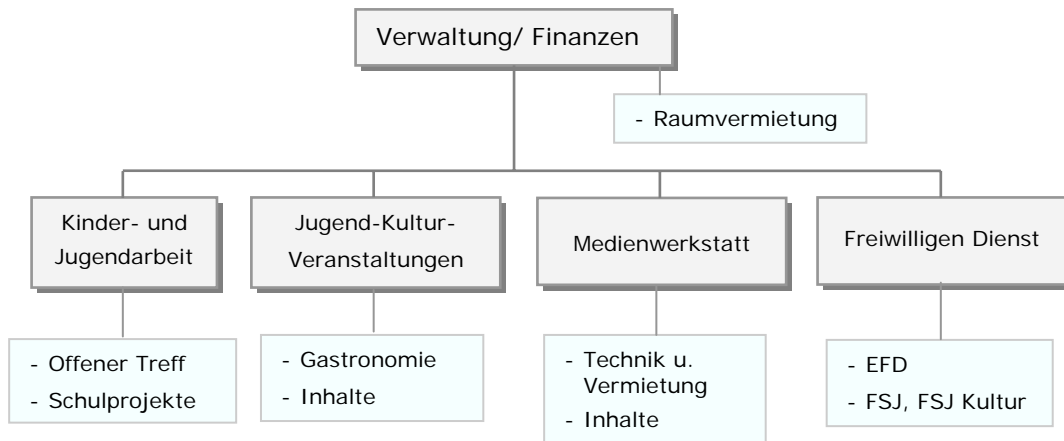 Verwaltung/ Finanzen
- Raumvermietung
Kinder- und
Jugendarbeit
Jugend-Kultur-
Veranstaltungen
Medienwerkstatt
Freiwilligen Dienst
- Offener Treff
- Schulprojekte
- Gastronomie
- Inhalte
- Technik u.
Vermietung
- Inhalte
- EFD
- FSJ, FSJ Kultur